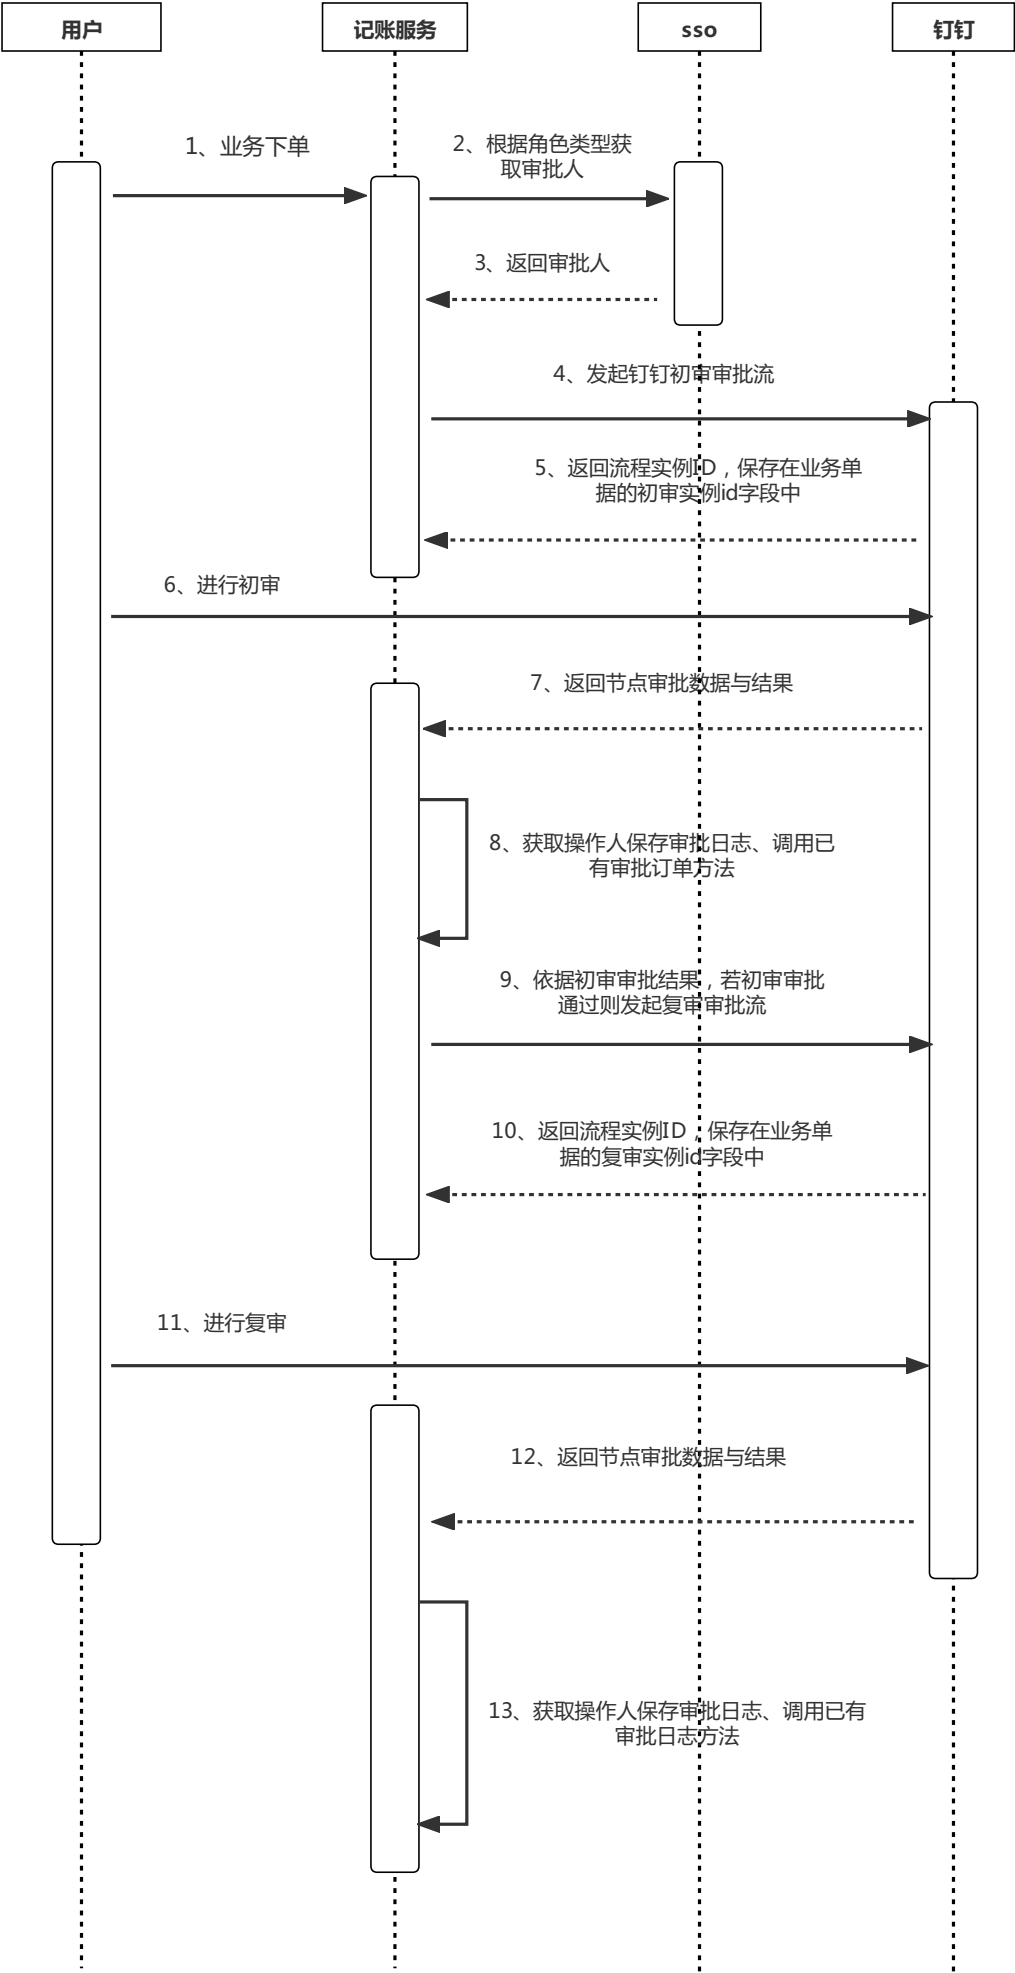 用户
记账服务
sso
钉钉
1、业务下单
2、根据角色类型获
取审批人
3、返回审批人
4、发起钉钉初审审批流
5、返回流程实例ID，保存在业务单
据的初审实例id字段中
6、进行初审
7、返回节点审批数据与结果
8、获取操作人保存审批日志、调用已
有审批订单方法
9、依据初审审批结果，若初审审批
通过则发起复审审批流
10、返回流程实例ID，保存在业务单
据的复审实例id字段中
11、进行复审
12、返回节点审批数据与结果
13、获取操作人保存审批日志、调用已有
审批日志方法